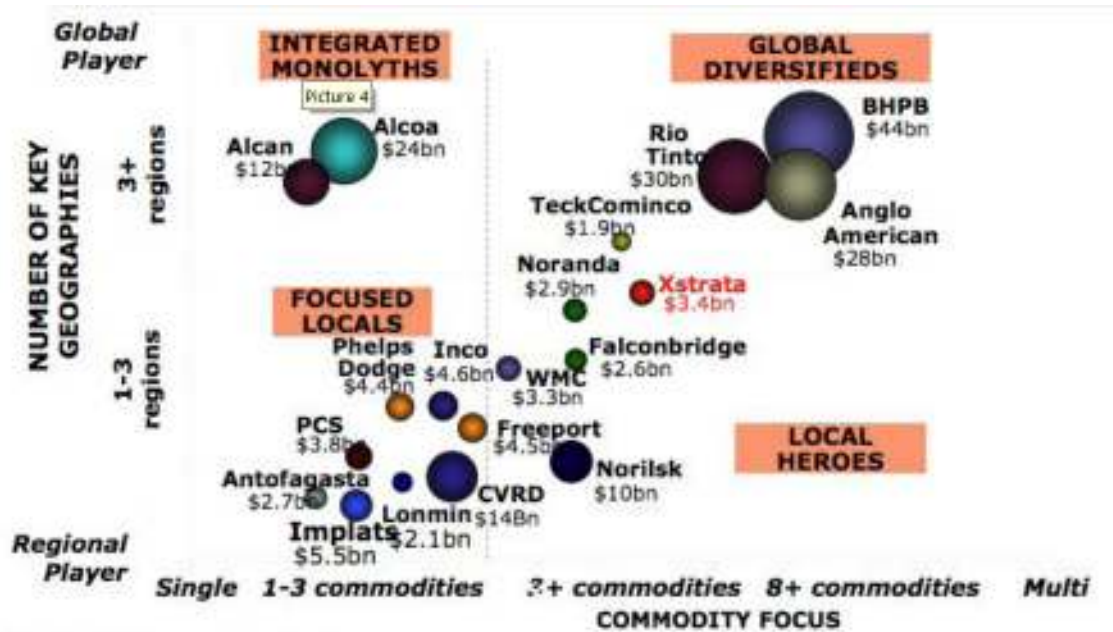 Global
Player
INTEGRATED
MONOLYTHS
Picture 4
GLOBAL
DIVERSIFIEDS
Alcan
$12bn
Alcoa
$24bn
BHPB
$44bn
Rio
Tinto
$30bn
Anglo
American
$28bn
TeckCominco
$1.9bn
Noranda
$2.9bn
Xstrata
$3.4bn
NUMBER OF KEY
GEOGRAPHIES
3+
regions
1-3
regions
FOCUSED
LOCALS
Phelps
Dodge
$4.4bn
Inco
$4.6bn
WMC
$3.3bn
Falconbridge
$2.6bn
PCS
$3.8bn
Freeport
$4.5bn
LOCAL
HEROES
Norilsk
$10bn
Antofagasta
$2.7bn
Implats
$5.5bn
Lonmin
$2.1bn
CVRD
$14Bn
Regional
Player
Single 1-3 commodities 3+ commodities 8+ commodities Multi
COMMODITY FOCUS